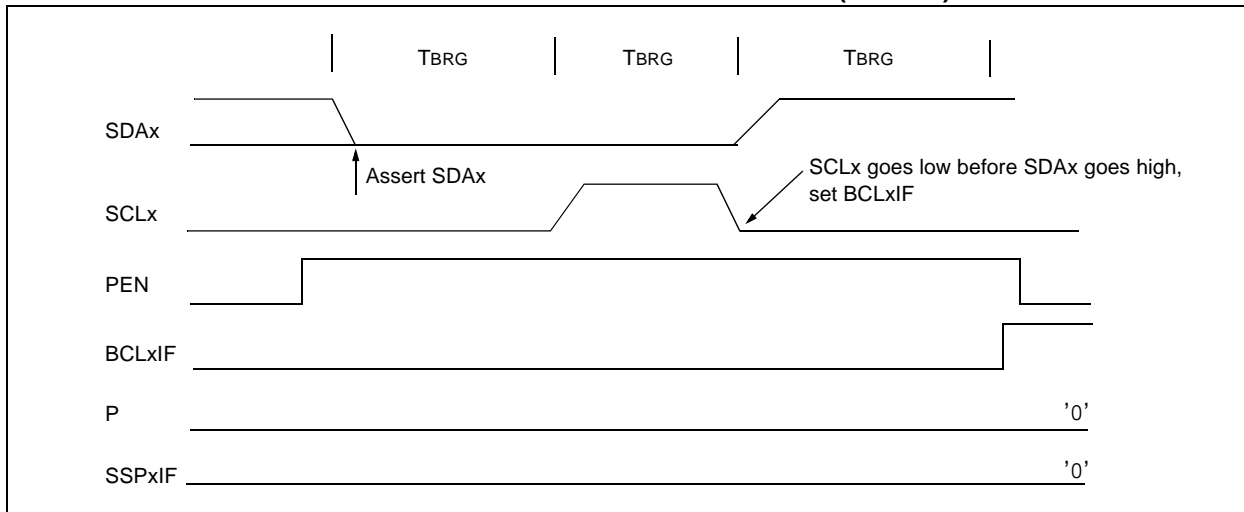 TBRG TBRG TBRG
SDAx
Assert SDAx
SCLx goes low before SDAx goes high,
set BCLxIF
SCLx
PEN
BCLxIF
P '0'
SSPxIF '0'